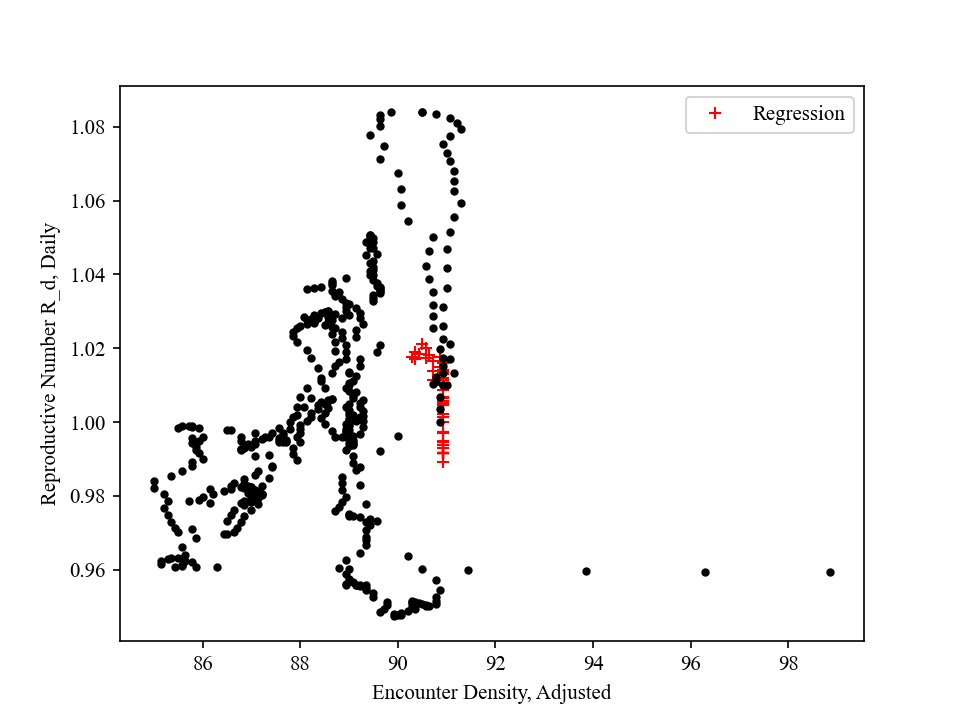 Regression
1.08
1.06
1.04
1.02
1.00
0.98
0.96
Reproductive Number R_d, Daily
86 88 90 92 94 96 98
Encounter Density, Adjusted